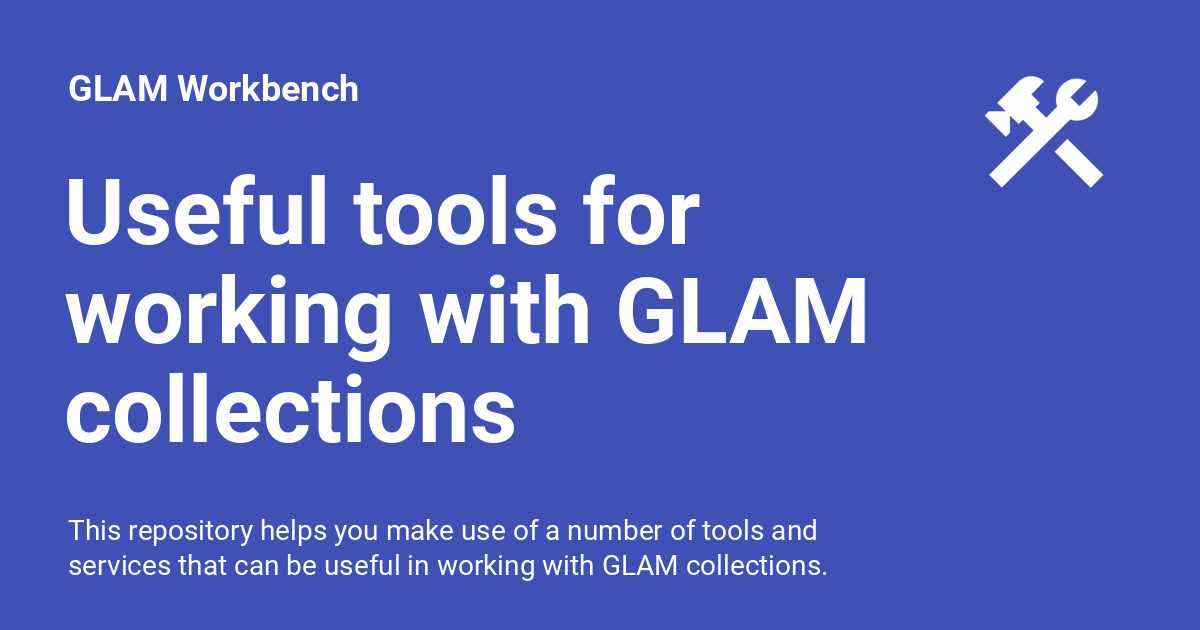 GLAM Workbench
Useful tools for
working with GLAM
collections
This repository helps you make use of a number of tools and
services that can be useful in working with GLAM collections.